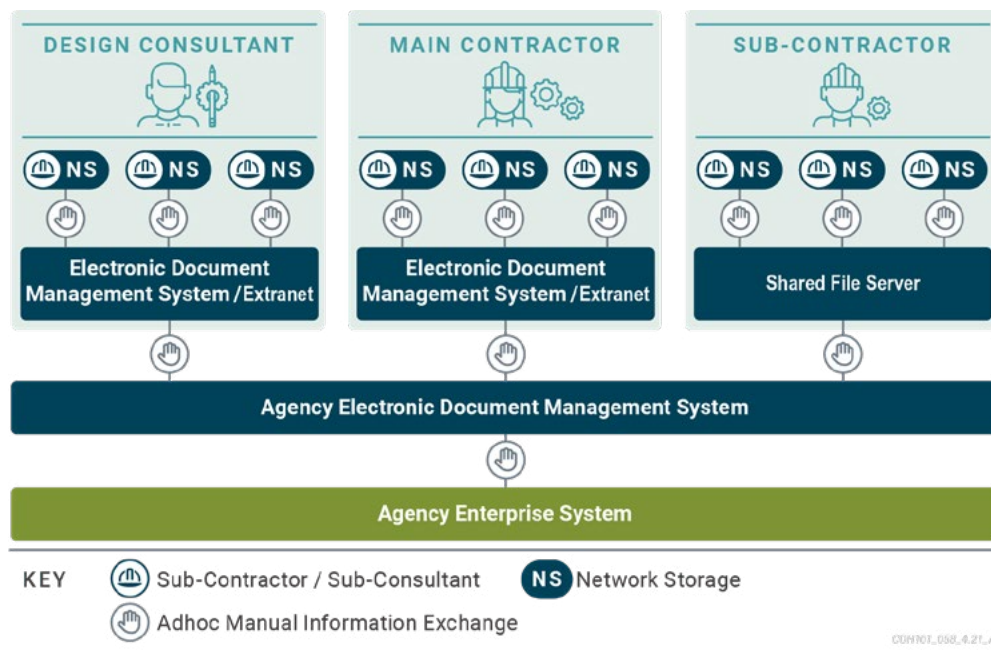 DESIGN CONSULTANT
MAIN CONTRACTOR
SUB-CONTRACTOR
NS NS NS
NS NS NS
NS NS NS
Electronic Document
Management System /Extranet
Electronic Document
Management System /Extranet
Shared File Server
Agency Electronic Document Management System
Agency Enterprise System
KEY
Sub-Contractor / Sub-Consultant
NS Network Storage
Adhoc Manual Information Exchange